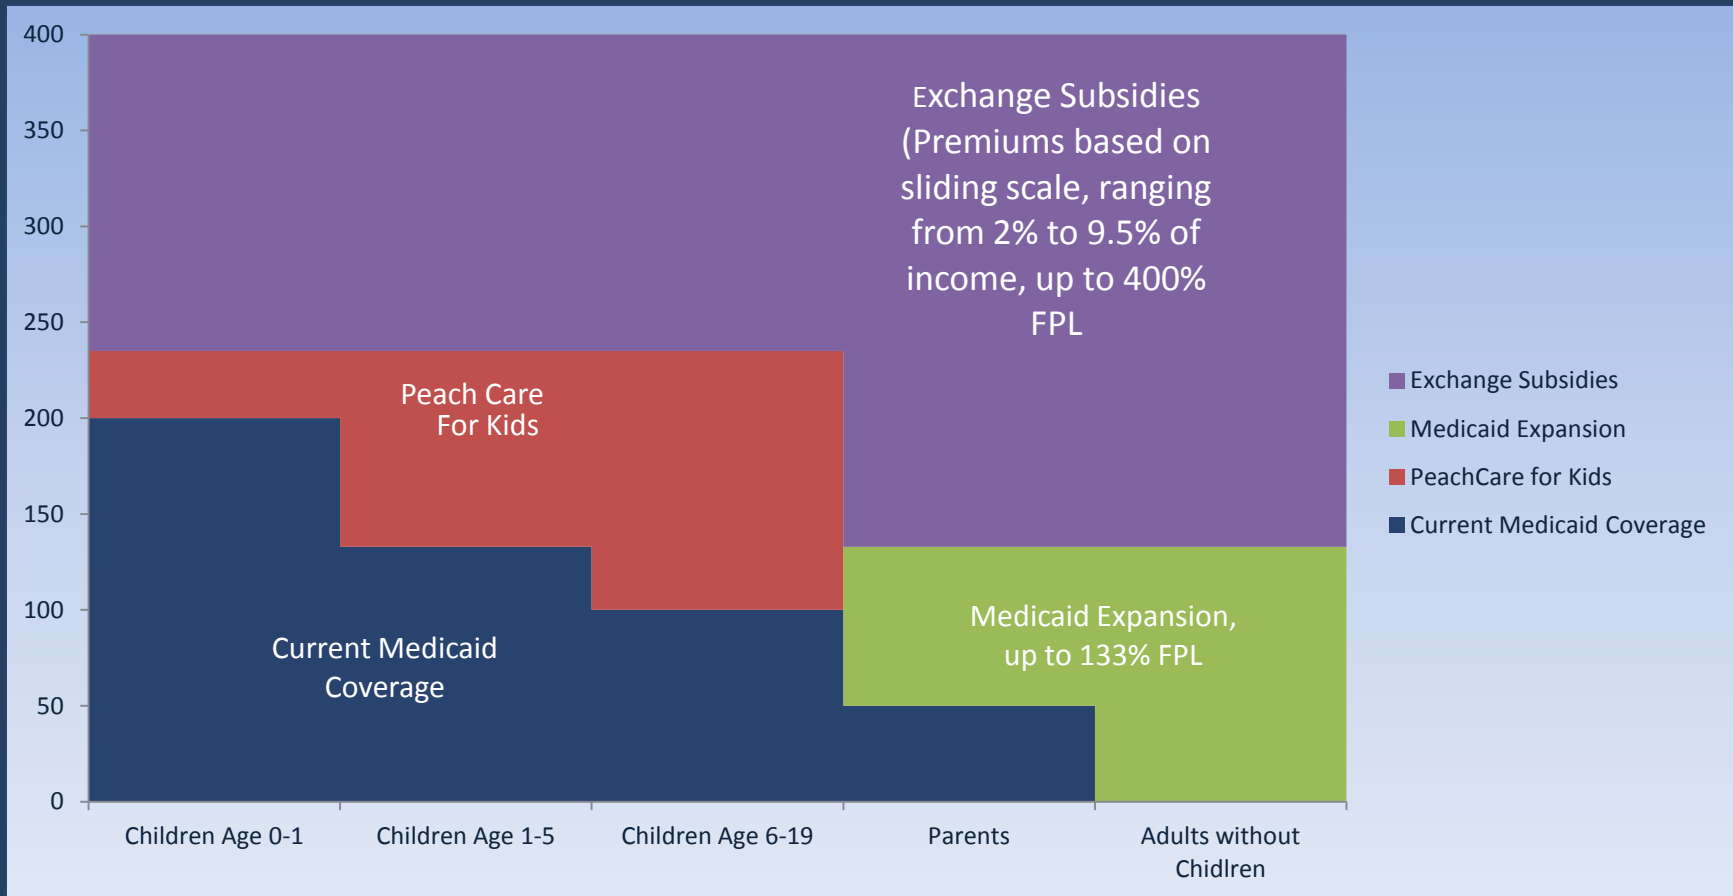 400
350
300
250
200
150
100
50
0
Exchange Subsidies
(Premiums based on
sliding scale, ranging
from 2% to 9.5% of
income, up to 400%
FPL
Peach Care
For Kids
Current Medicaid
Coverage
Medicaid Expansion,
up to 133% FPL
Children Age 0-1
Children Age 1-5
Children Age 6-19
Parents
Adults without
Chidlren
Exchange Subsidies
Medicaid Expansion
PeachCare for Kids
Current Medicaid Coverage